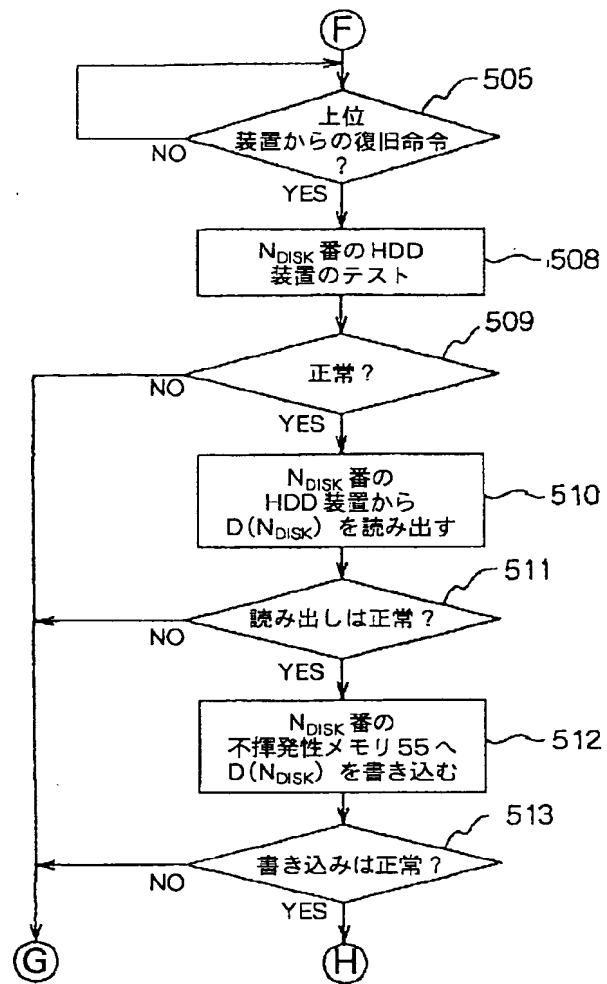 F
505
上位
装置からの復旧命令
?
NO
YES
N_DISK 番の HDD
装置のテスト
508
509
正常?
NO
YES
N_DISK 番の
HDD 装置から
D(N_DISK) を読み出す
510
511
読み出しは正常?
NO
YES
N_DISK 番の
不揮発性メモリ 55へ
D(N_DISK) を書き込む
512
513
書き込みは正常?
NO
YES
G
H